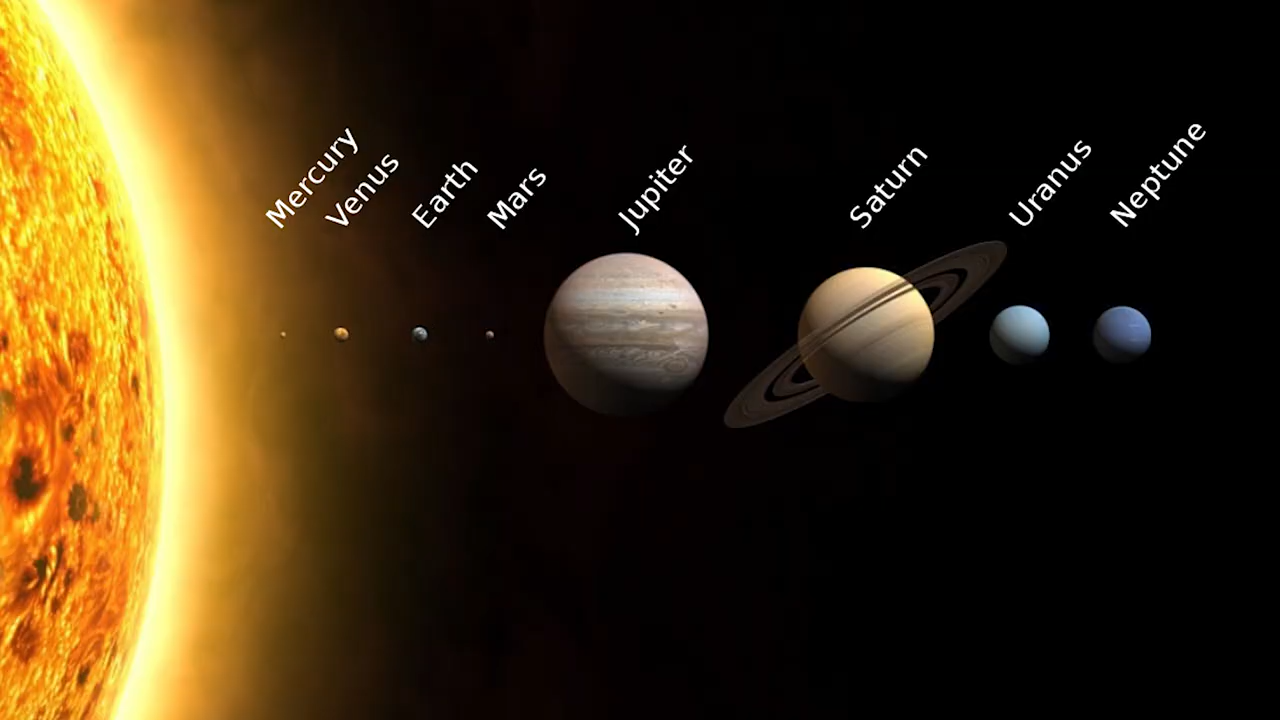 Mercury
Venus
Earth
Mars
Jupiter
Saturn
Uranus
Neptune